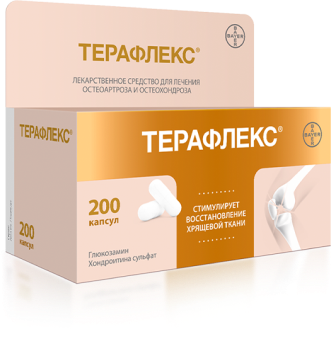 ТЕРАФЛЕКС®
ЛЕКАРСТВЕННОЕ СРЕДСТВО ДЛЯ ЛЕЧЕНИЯ
ОСТЕОАРТРОЗА И ОСТЕОХОНДРОЗА
BAYER
ТЕРАФЛЕКС®
BAYER
200
капсул
СТИМУЛИРУЕТ
ВОССТАНОВЛЕНИЕ
ХРЯЩЕВОЙ ТКАНИ
Глюкозамин
Хондроитина сульфат
200
капсул